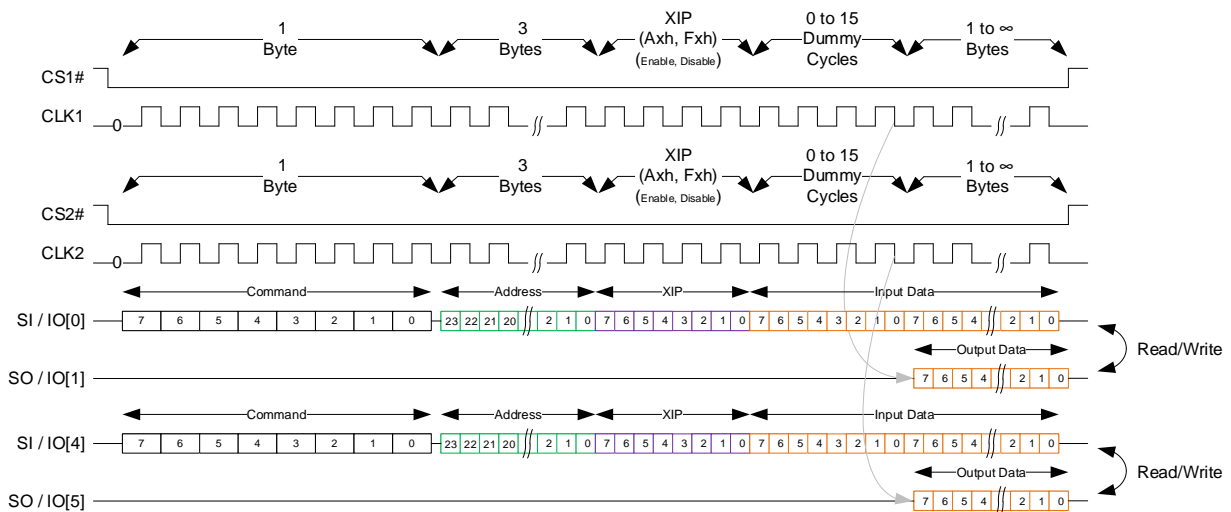 1
Byte
3
Bytes
XIP
(Axh, Fxh)
(Enable, Disable)
0 to 15
Dummy
Cycles
1 to ∞
Bytes
CS1#
CLK1
0
1
Byte
3
Bytes
XIP
(Axh, Fxh)
(Enable, Disable)
0 to 15
Dummy
Cycles
1 to ∞
Bytes
CS2#
CLK2
0
Command Address XIP Input Data
SI / IO[0] 7 6 5 4 3 2 1 0 23 22 21 20 2 1 0 7 6 5 4 3 2 1 0 7 6 5 4 3 2 1 0 7 6 5 4 2 1 0
Output Data
Read/Write
SO / IO[1] 7 6 5 4 2 1 0
Command Address XIP Input Data
SI / IO[4] 7 6 5 4 3 2 1 0 23 22 21 20 2 1 0 7 6 5 4 3 2 1 0 7 6 5 4 3 2 1 0 7 6 5 4 2 1 0
Output Data
Read/Write
SO / IO[5] 7 6 5 4 2 1 0